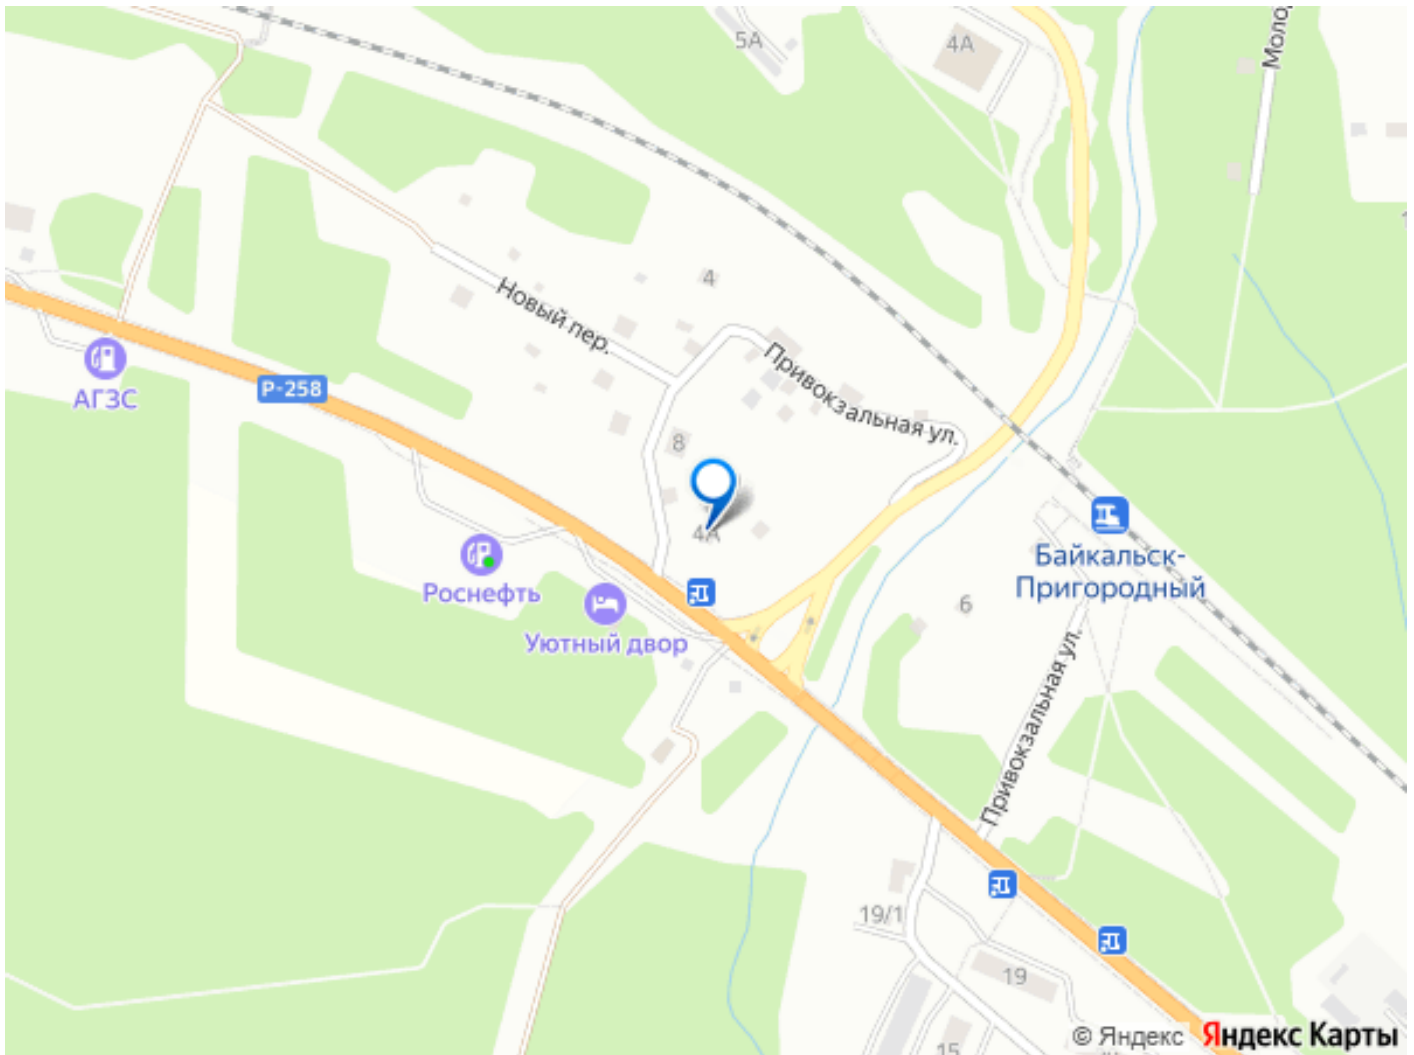 5А
4А
Моло
4
Новый пер.
Привокзальная ул.
АГЗС
Р-258
8
4А
Роснефть
Уютный двор
Байкальск-
Пригородный
6
Привокзальная ул.
19/1
19
15
© Яндекс
Яндекс Карты